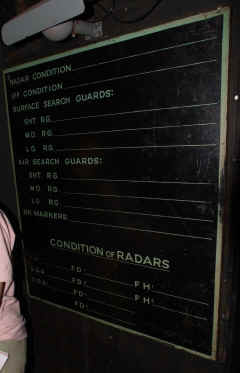 RADAR CONDITION
IFF CONDITION
SURFACE SEARCH GUARDS:
SHT. RG.
MD. RG.
LG. RG.
AIR SEARCH GUARDS:
SHT. RG.
MD. RG.
LG. RG.
BK MARKERS
CONDITION OF RADARS
FD: 
FD: FH:
FD: FH:
FD: